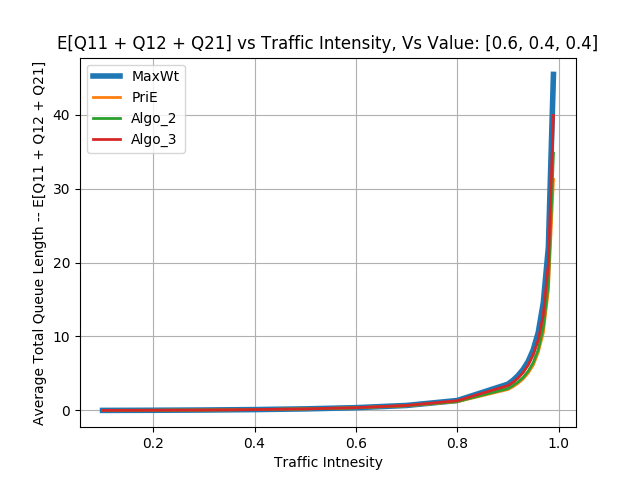 E[Q11 + Q12 + Q21] vs Traffic Intensity, Vs Value: [0.6, 0.4, 0.4]
MaxWt
PriE
Algo_2
Algo_3
Average Total Queue Length -- E[Q11 + Q12 + Q21]
40
30
20
10
0
0.2 0.4 0.6 0.8 1.0
Traffic Intnesity